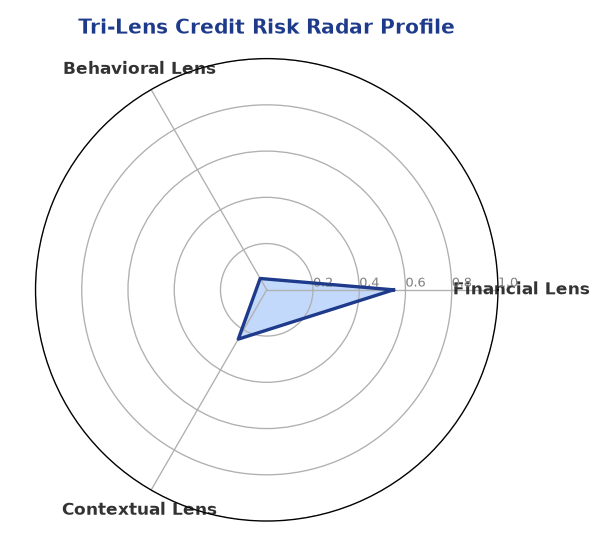 Tri-Lens Credit Risk Radar Profile
Behavioral Lens
0.2 0.4 0.6 0.8 1.0
Financial Lens
Contextual Lens